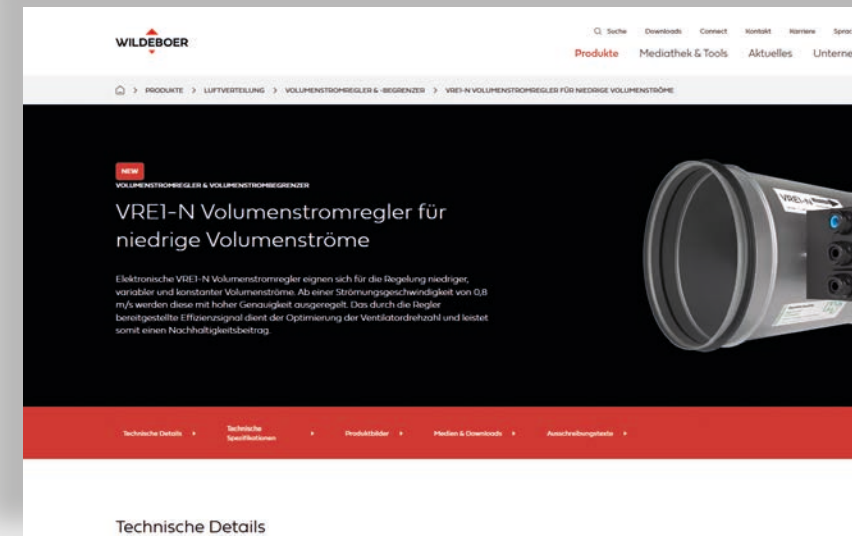 WILDEBOER
Suche Downloads Connect Kontakt Karriere
Produkte Mediathek & Tools Aktuelles
> PRODUKTE > LUFTVERTEILUNG > VOLUMENSTROMREGLER & -BEGRENZER > VRE1-N VOLUMENSTROMREGLER FÜR NIEDRIGE VOLUMENSTRÖME
NEW
VOLUMENSTROMREGLER & VOLUMENSTROMBEGRENZER
VRE1-N Volumenstromregler für
niedrige Volumenströme
Elektronische VRE1-N Volumenstromregler eignen sich für die Regelung niedriger,
variabler und konstanter Volumenströme. Ab einer Strömungsgeschwindigkeit von 0,8
m/s werden diese mit hoher Genauigkeit ausgeregelt. Das durch die Regler
bereitgestellte Effizienzsignal dient der Optimierung der Ventilatordrehzahl und leistet
somit einen Nachhaltigkeitsbeitrag.
VRE1-N
Technische Details
Technische
Spezifikationen
Produktbilder
Medien & Downloads
Ausschreibungstexte
Technische Details